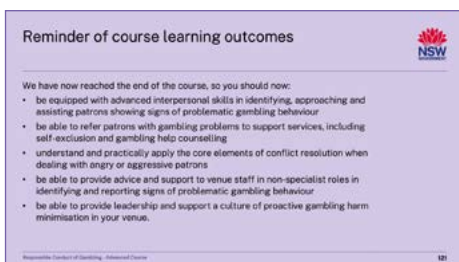 Reminder of course learning outcomes
NSW
GOVERNMENT
We have now reached the end of the course, so you should now:
• be equipped with advanced interpersonal skills in identifying, approaching and
assisting patrons showing signs of problematic gambling behaviour
• be able to refer patrons with gambling problems to support services, including
self-exclusion and gambling help counselling
• understand and practically apply the core elements of conflict resolution when
dealing with angry or aggressive patrons
• be able to provide advice and support to venue staff in non-specialist roles in
identifying and reporting signs of problematic gambling behaviour
• be able to provide leadership and support a culture of proactive gambling harm
minimisation in your venue.
Responsible Conduct of Gambling - Advanced Course
121